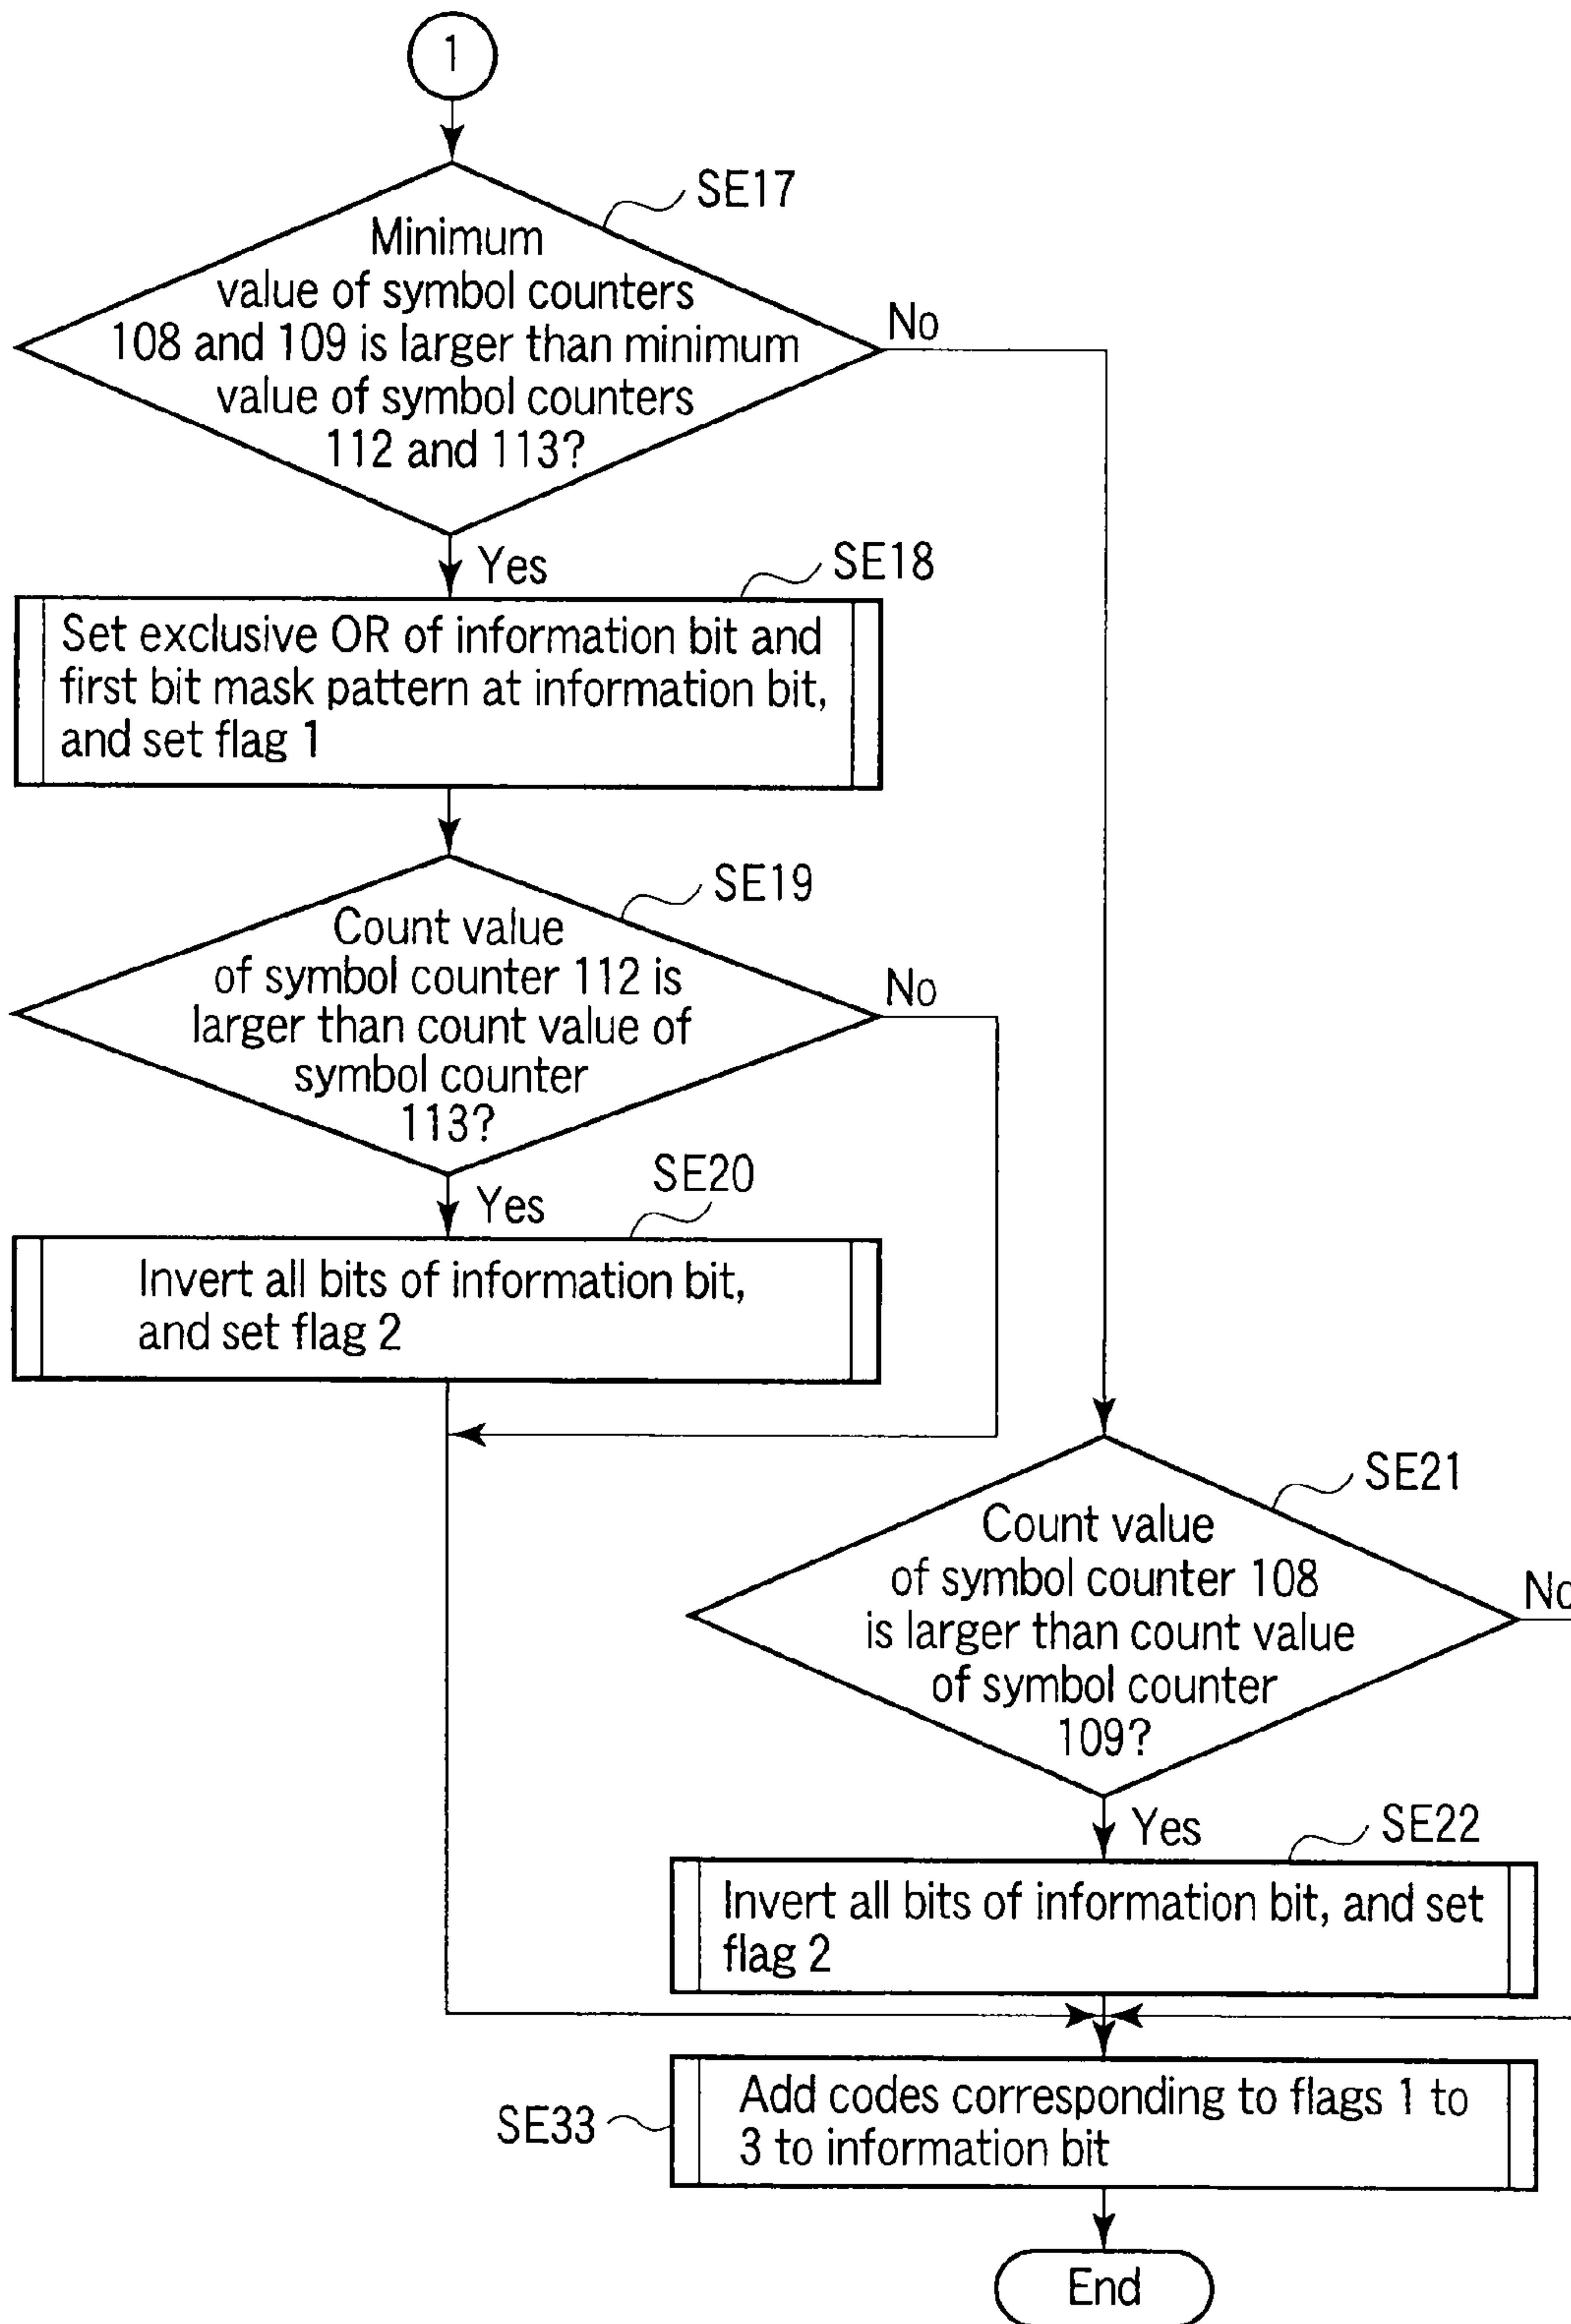 1
SE17
Minimum
value of symbol counters
108 and 109 is larger than minimum
value of symbol counters
112 and 113?
No
Yes
SE18
Set exclusive OR of information bit and
first bit mask pattern at information bit,
and set flag 1
SE19
Count value
of symbol counter 112 is
larger than count value of
symbol counter
113?
No
Yes
SE20
Invert all bits of information bit,
and set flag 2
SE21
Count value
of symbol counter 108
is larger than count value
of symbol counter
109?
No
Yes
SE22
Invert all bits of information bit, and set
flag 2
SE33
Add codes corresponding to flags 1 to
3 to information bit
End